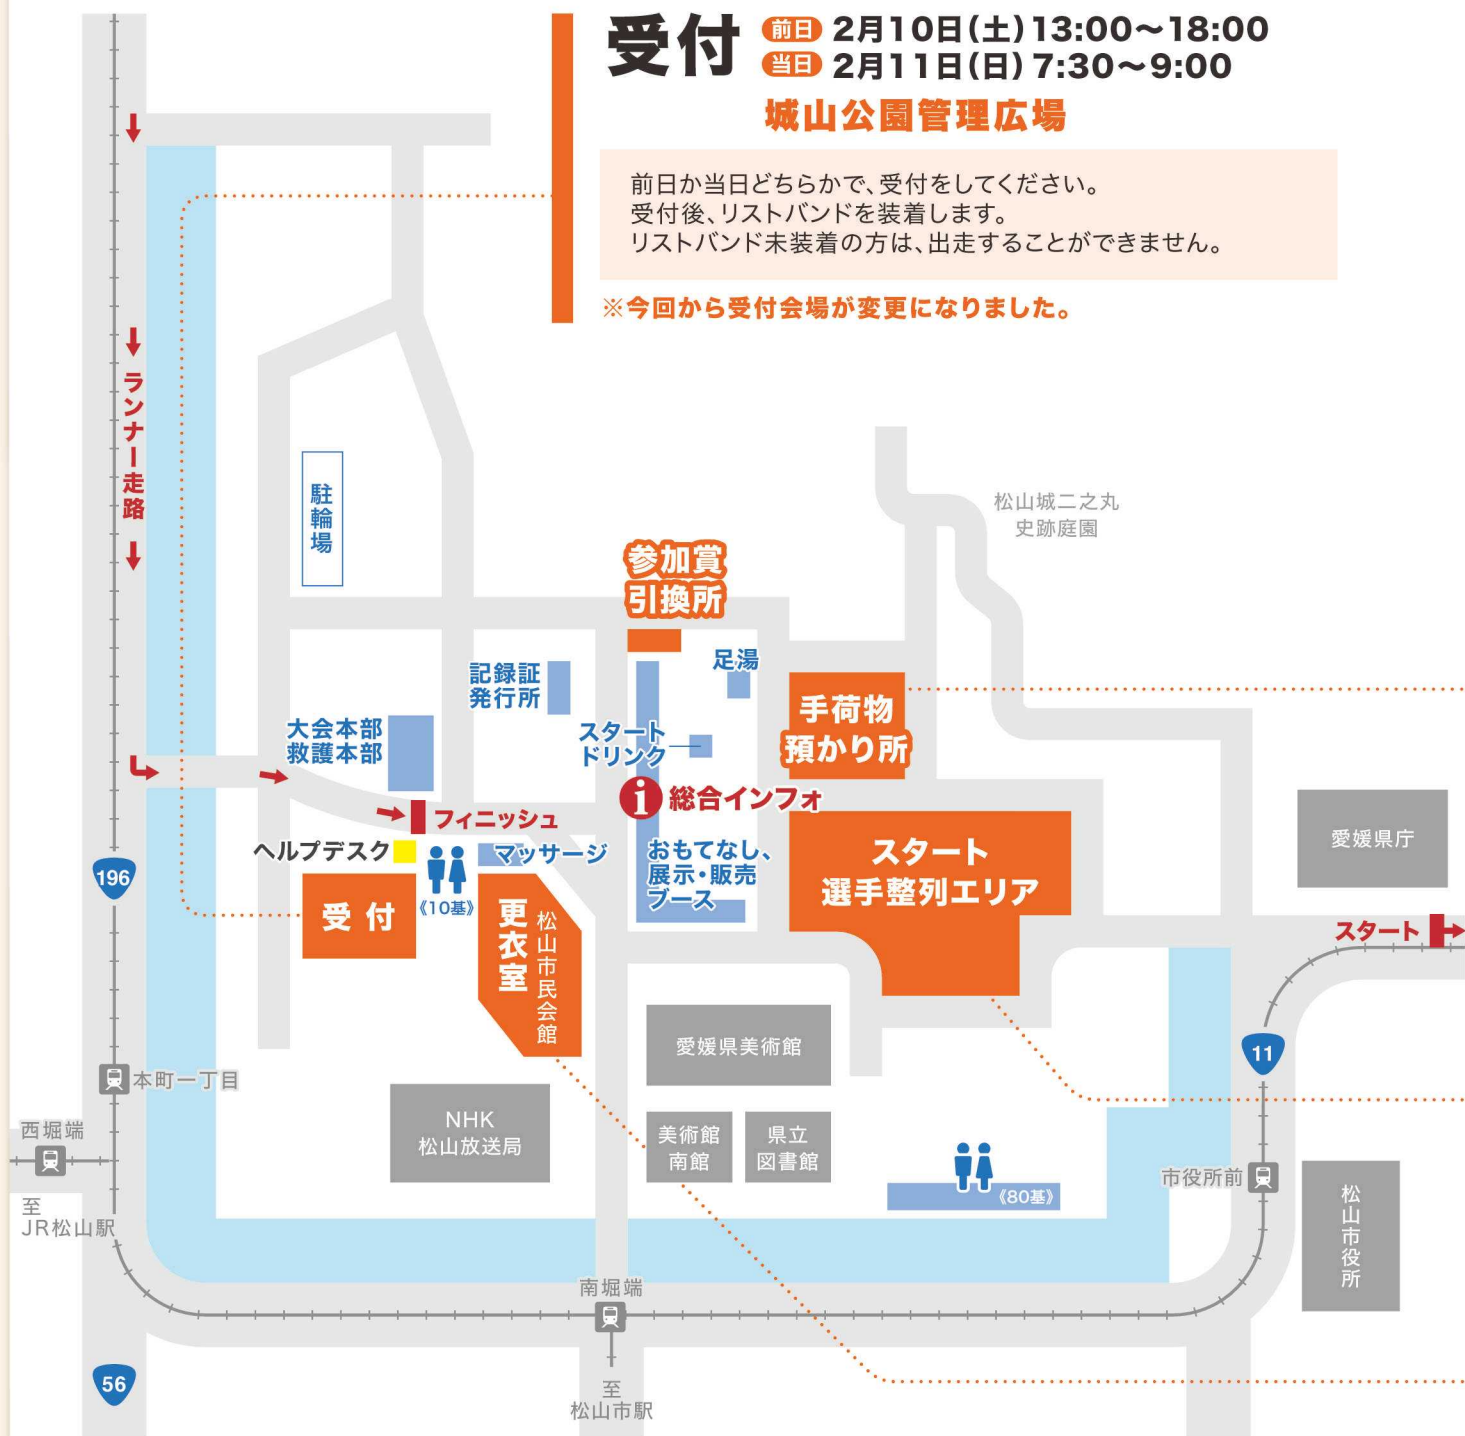 受付
前日 2月10日(土)13:00〜18:00
当日 2月11日(日) 7:30〜9:00
城山公園管理広場
前日か当日どちらかで、受付をしてください。
受付後、リストバンドを装着します。
リストバンド未装着の方は、出走することができません。
※今回から受付会場が変更になりました。
ランナー走路
駐輪場
松山城二之丸
史跡庭園
参加賞
引換所
記録証
発行所
足湯
手荷物
預かり所
大会本部
救護本部
スタート
ドリンク
i 総合インフォ
フィニッシュ
ヘルプデスク
マッサージ
おもてなし、
展示・販売
ブース
スタート
選手整列エリア
愛媛県庁
196
受付
《10基》
更衣室
松山市民会館
スタート
愛媛県美術館
11
本町一丁目
NHK
松山放送局
美術館
南館
県立
図書館
西堀端
至
JR松山駅
《80基》
市役所前
松山市役所
南堀端
56
至
松山市駅